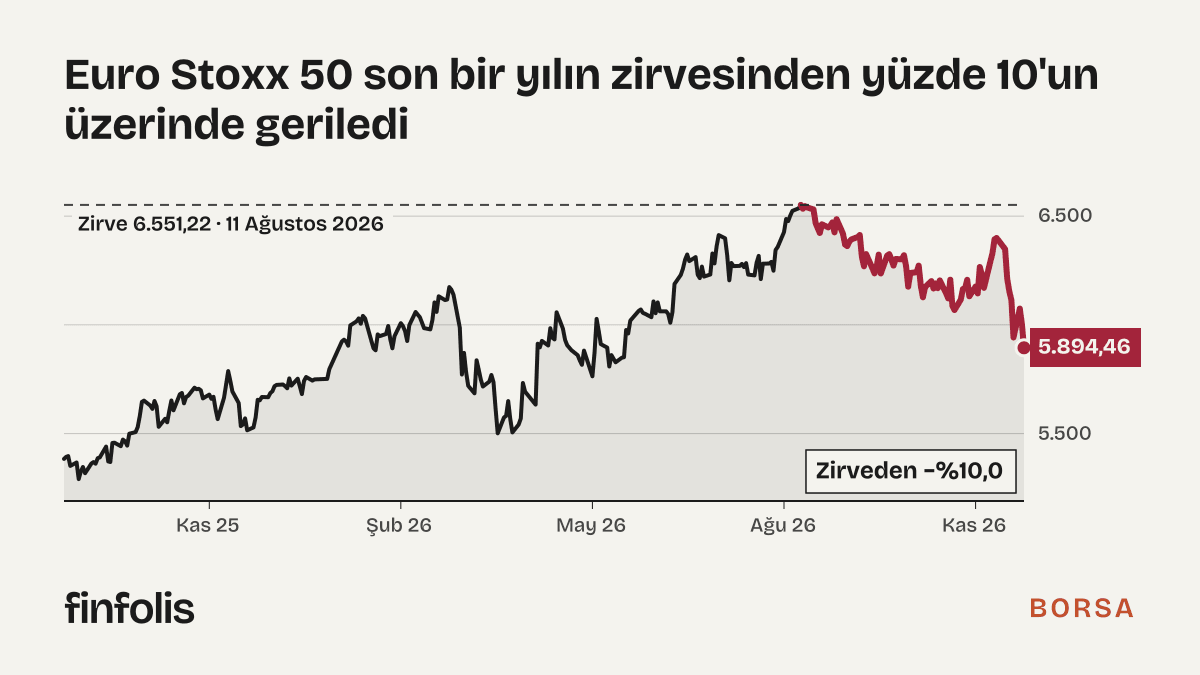 Euro Stoxx 50 son bir yılın zirvesinden yüzde 10'un
üzerinde geriledi
Zirve 6.551,22 · 11 Ağustos 2026
6.500
5.894,46
5.500
Zirveden -%10,0
Kas 25 Şub 26 May 26 Ağu 26 Kas 26
finfolis
BORSA